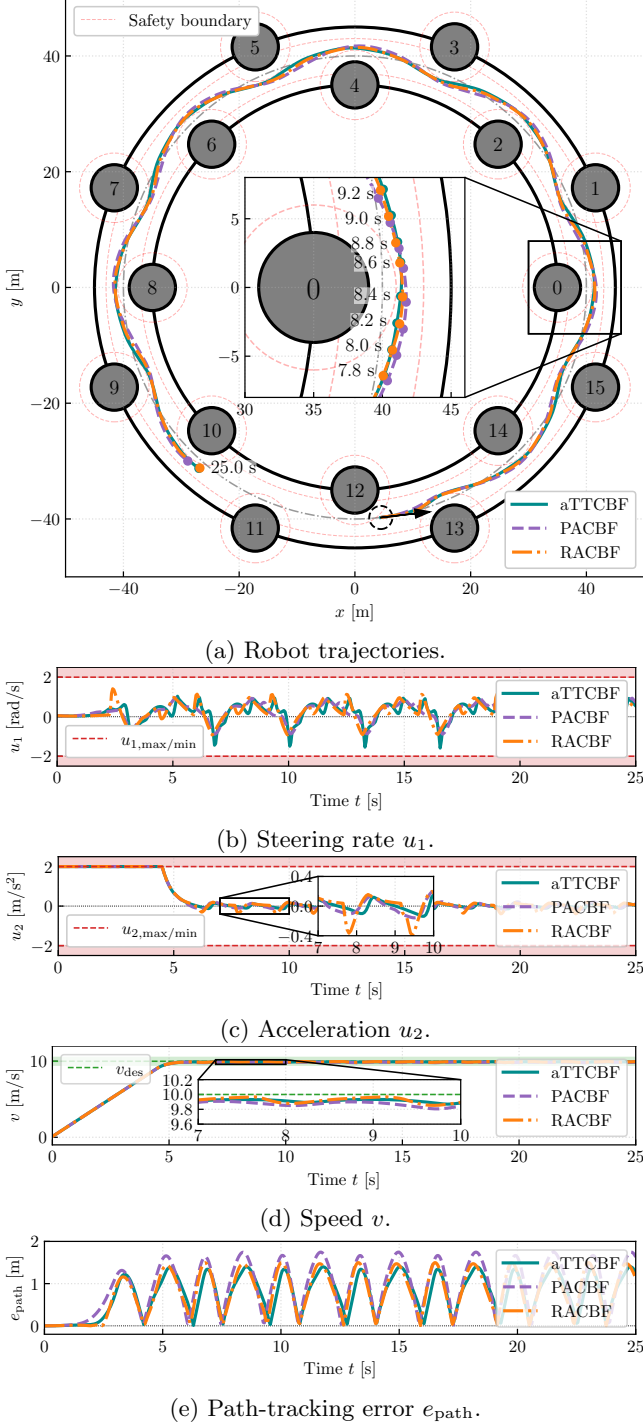 Safety boundary
5
3
4
6
2
7
1
8
0
9
15
10
14
12
11
13
25.0 s
9.2 s
9.0 s
8.8 s
8.6 s
8.4 s
8.2 s
8.0 s
7.8 s
0
5
0
−5
30
35
40
45
40
20
0
−20
−40
y [m]
−40
−20
0
20
40
x [m]
aTTCBF
PACBF
RACBF
(a) Robot trajectories.
2
0
−2
u1 [rad/s]
u1,max/min
aTTCBF
PACBF
RACBF
0
5
10
15
20
25
Time t [s]
(b) Steering rate u1.
2
0
−2
u2 [m/s²]
u2,max/min
0.4
0.0
−0.4
7
8
9
10
aTTCBF
PACBF
RACBF
0
5
10
15
20
25
Time t [s]
(c) Acceleration u2.
10
0
v [m/s]
vdes
10.2
10.0
9.8
9.6
7
8
9
10
aTTCBF
PACBF
RACBF
0
5
10
15
20
25
Time t [s]
(d) Speed v.
2
1
0
epath [m]
aTTCBF
PACBF
RACBF
0
5
10
15
20
25
Time t [s]
(e) Path-tracking error epath.